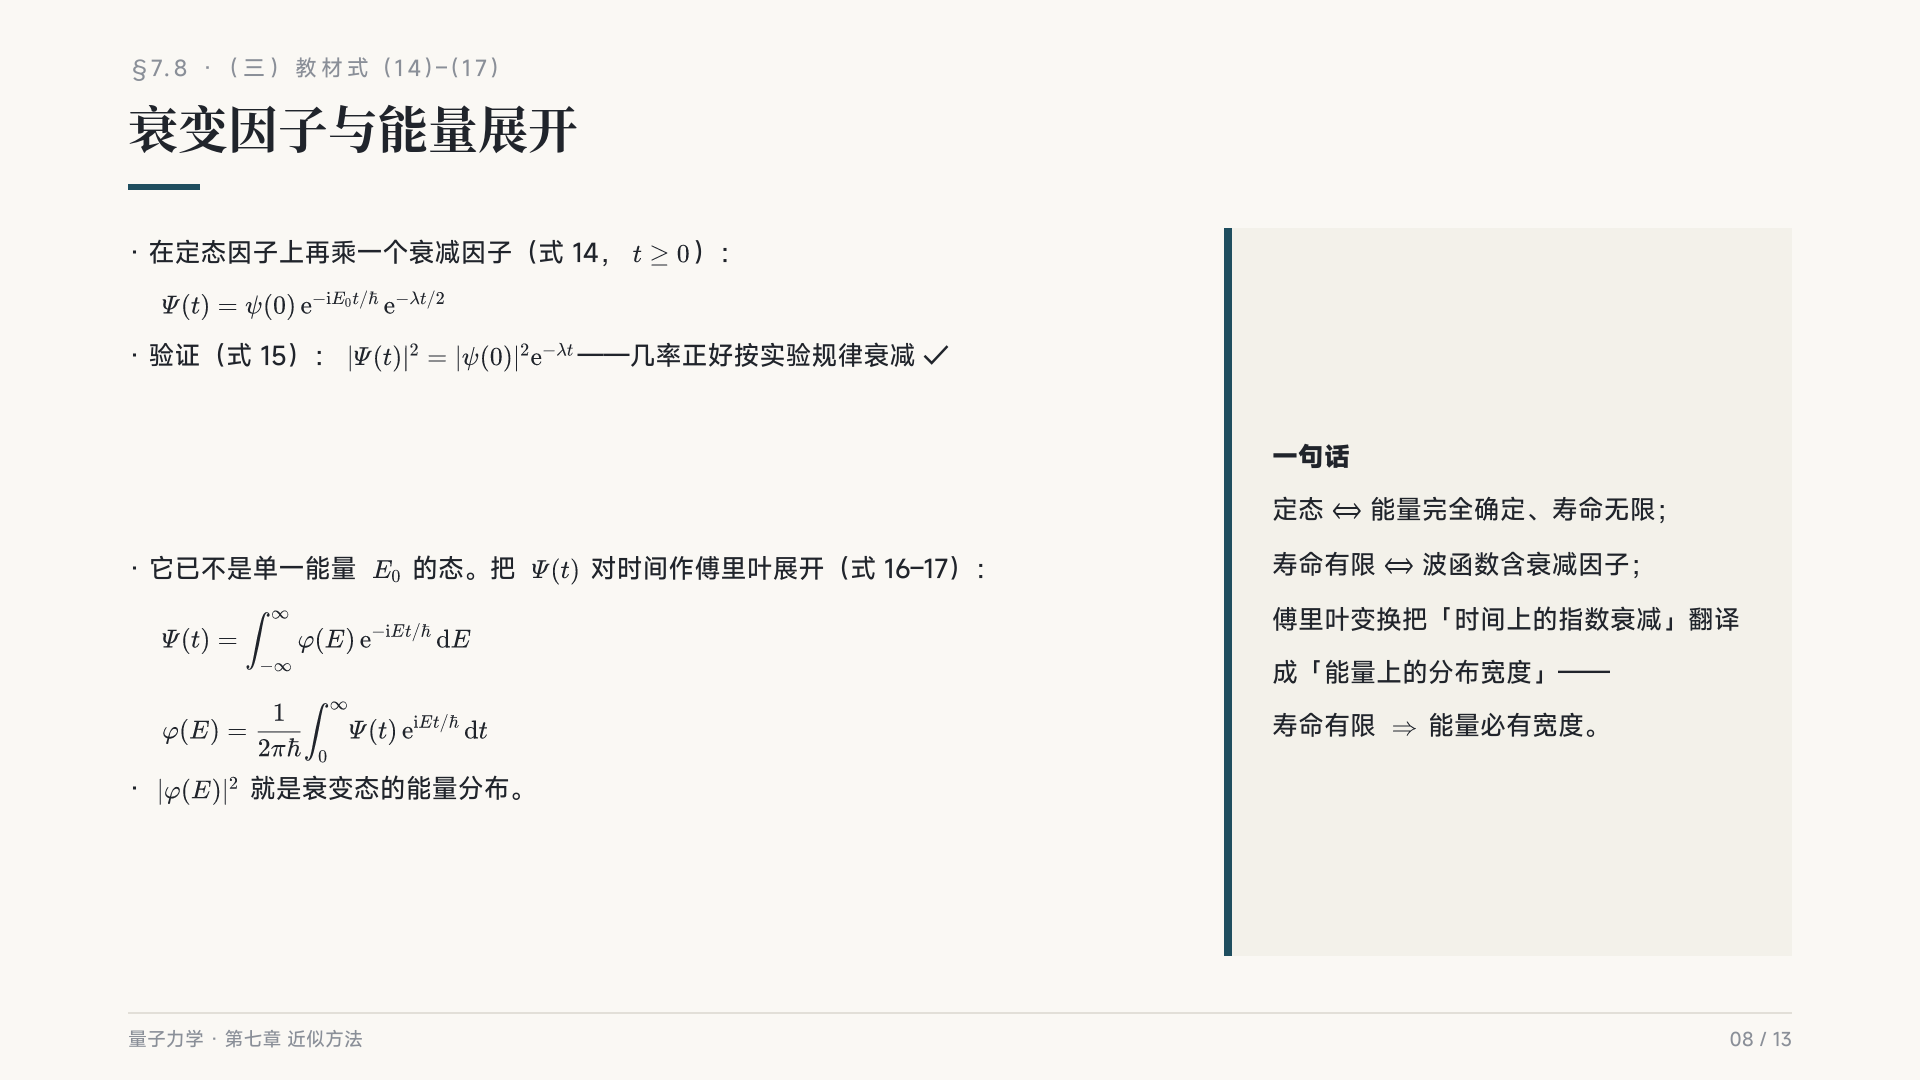 §7.8 · （三）教材式 (14)–(17)
衰变因子与能量展开
· 在定态因子上再乘一个衰减因子（式 14， t ≥ 0）：
Ψ(t) = ψ(0) e^{−iE₀t/ħ} e^{−λt/2}
· 验证（式 15）： |Ψ(t)|² = |ψ(0)|²e^{−λt}——几率正好按实验规律衰减 ✓
· 它已不是单一能量 E₀ 的态。把 Ψ(t) 对时间作傅里叶展开（式 16–17）：
Ψ(t) = ∫_{−∞}^{∞} φ(E) e^{−iEt/ħ} dE
φ(E) = \frac{1}{2πħ} ∫_{0}^{∞} Ψ(t) e^{iEt/ħ} dt
· |φ(E)|² 就是衰变态的能量分布。
一句话
定态 ⇔ 能量完全确定、寿命无限；
寿命有限 ⇔ 波函数含衰减因子；
傅里叶变换把「时间上的指数衰减」翻译
成「能量上的分布宽度」——
寿命有限 ⇒ 能量必有宽度。
量子力学 · 第七章 近似方法
08 / 13